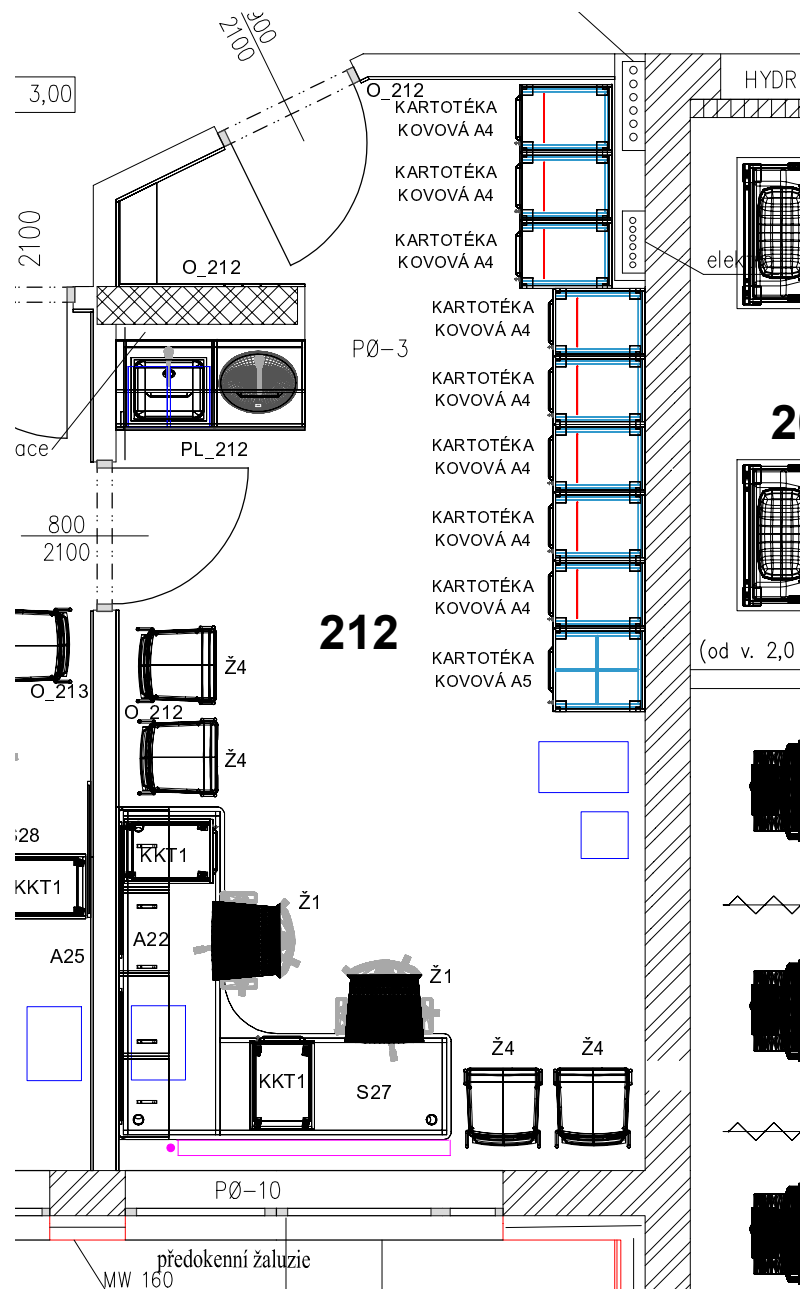 900
2100
3,00
HYDR
O_212
KARTOTÉKA
KOVOVÁ A4
KARTOTÉKA
KOVOVÁ A4
2100
KARTOTÉKA
KOVOVÁ A4
O_212
KARTOTÉKA
KOVOVÁ A4
PØ-3
KARTOTÉKA
KOVOVÁ A4
ace
PL_212
KARTOTÉKA
KOVOVÁ A4
800
2100
KARTOTÉKA
KOVOVÁ A4
KARTOTÉKA
KOVOVÁ A4
212
(od v. 2,0
KARTOTÉKA
KOVOVÁ A5
Ž4
O_213
O_212
Ž4
S28
KKT1
KKT1
Ž1
A22
A25
Ž1
Ž4
Ž4
KKT1
S27
PØ-10
předokenní žaluzie
MW 160